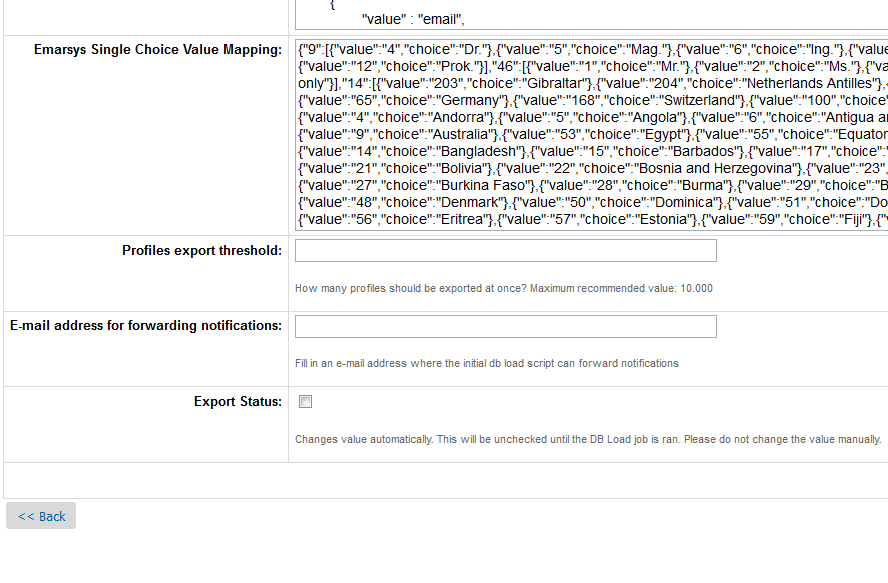 {
"value" : "email",
Emarsys Single Choice Value Mapping:
{"9":[{"value":"4","choice":"Dr."},{"value":"5","choice":"Mag."},{"value":"6","choice":"Ing."},{"value
{"value":"12","choice":"Prok."}],"46":[{"value":"1","choice":"Mr."},{"value":"2","choice":"Ms."},{"va
only"}],"14":[{"value":"203","choice":"Gibraltar"},{"value":"204","choice":"Netherlands Antilles"},
{"value":"65","choice":"Germany"},{"value":"168","choice":"Switzerland"},{"value":"100","choice
{"value":"4","choice":"Andorra"},{"value":"5","choice":"Angola"},{"value":"6","choice":"Antigua a
{"value":"9","choice":"Australia"},{"value":"53","choice":"Egypt"},{"value":"55","choice":"Equator
{"value":"14","choice":"Bangladesh"},{"value":"15","choice":"Barbados"},{"value":"17","choice":"
{"value":"21","choice":"Bolivia"},{"value":"22","choice":"Bosnia and Herzegovina"},{"value":"23",
{"value":"27","choice":"Burkina Faso"},{"value":"28","choice":"Burma"},{"value":"29","choice":"B
{"value":"48","choice":"Denmark"},{"value":"50","choice":"Dominica"},{"value":"51","choice":"Do
{"value":"56","choice":"Eritrea"},{"value":"57","choice":"Estonia"},{"value":"59","choice":"Fiji"},{"
Profiles export threshold:
How many profiles should be exported at once? Maximum recommended value: 10.000
E-mail address for forwarding notifications:
Fill in an e-mail address where the initial db load script can forward notifications
Export Status:
Changes value automatically. This will be unchecked until the DB Load job is ran. Please do not change the value manually.
<< Back